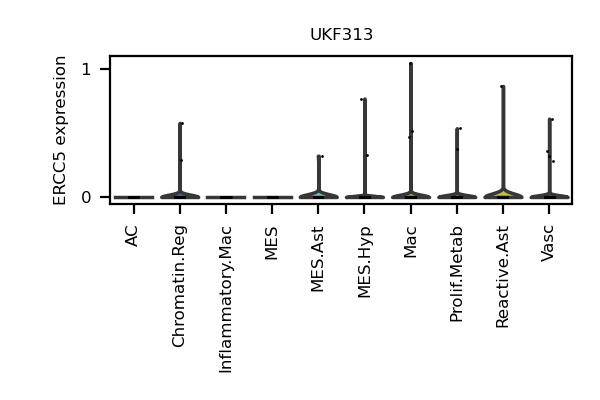 UKF313
ERCC5 expression
1
0
AC
Chromatin.Reg
Inflammatory.Mac
MES
MES.Ast
MES.Hyp
Mac
Prolif.Metab
Reactive.Ast
Vasc